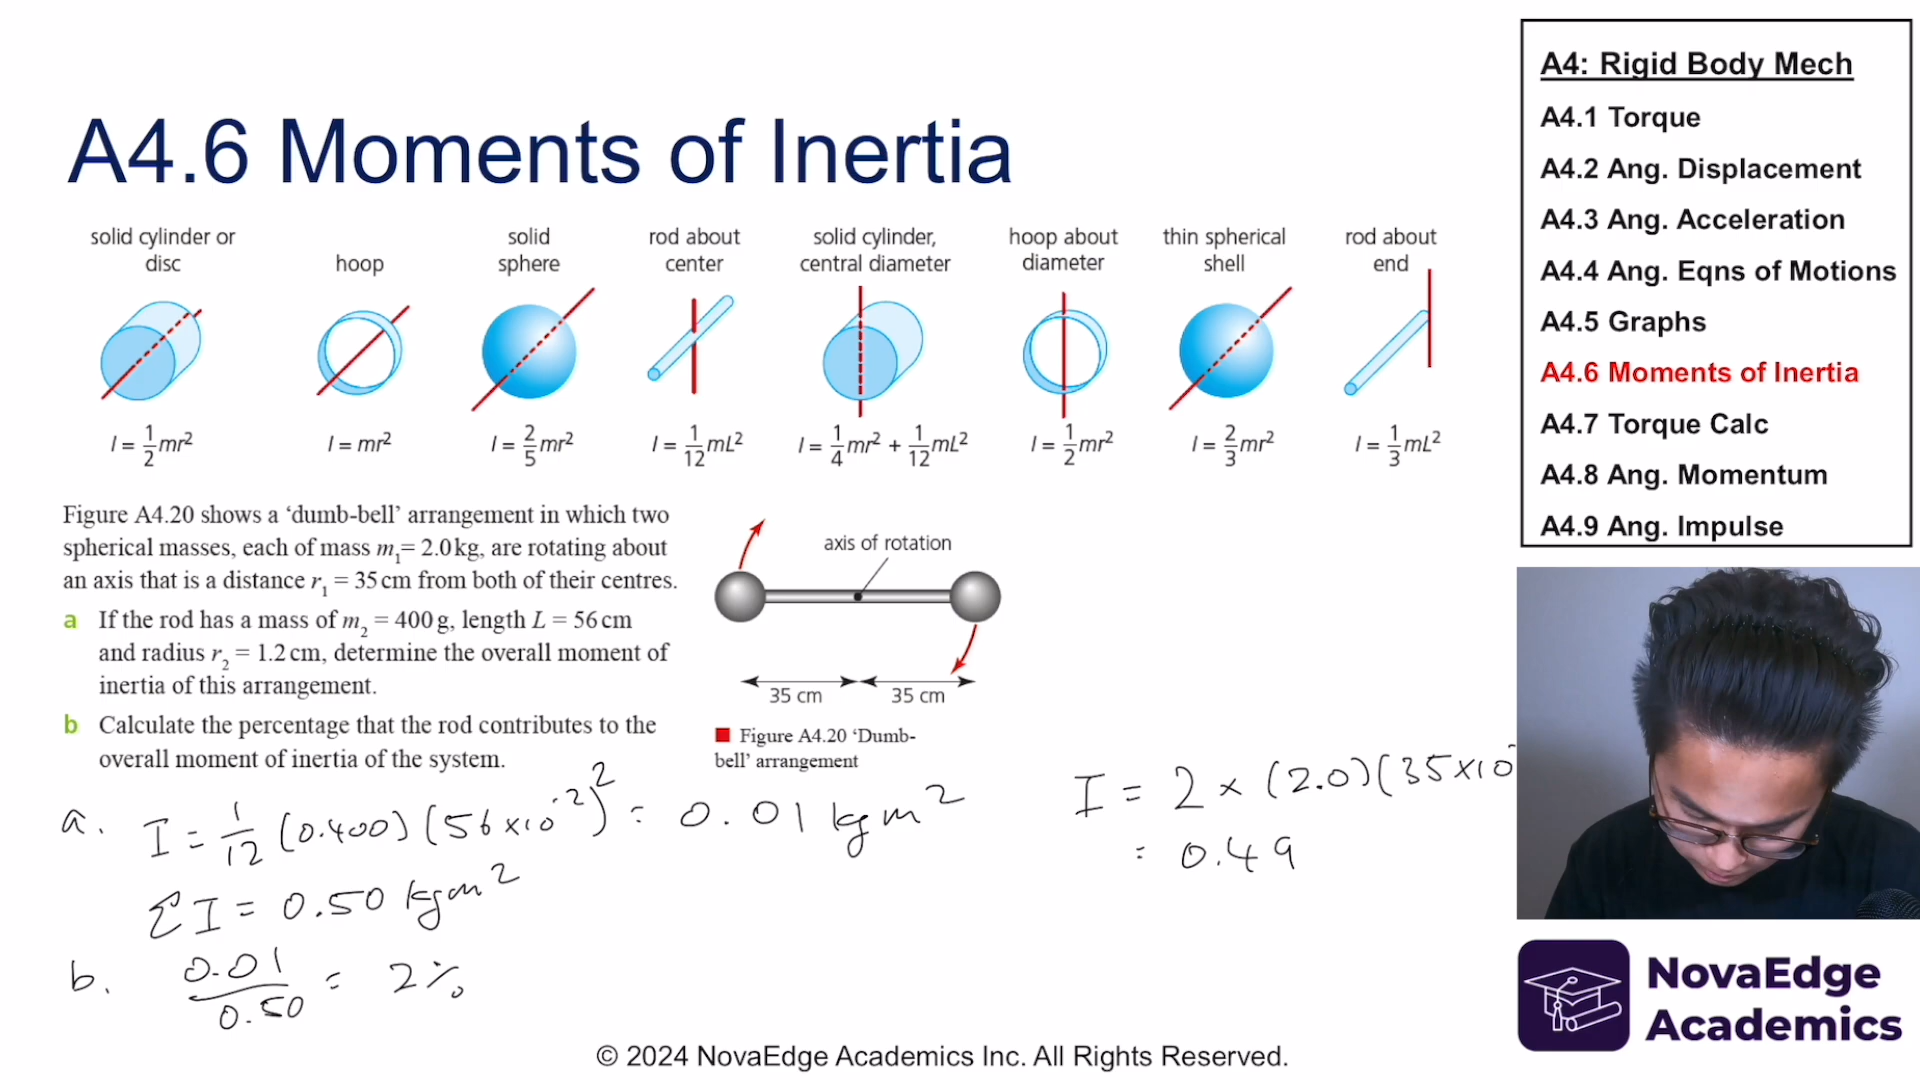 A4.6 Moments of Inertia
solid cylinder or disc
hoop
solid sphere
rod about center
solid cylinder, central diameter
hoop about diameter
thin spherical shell
rod about end
I = 1/2 mr²
I = mr²
I = 2/5 mr²
I = 1/12 mL²
I = 1/4 mr² + 1/12 mL²
I = 1/2 mr²
I = 2/3 mr²
I = 1/3 mL²
Figure A4.20 shows a ‘dumb-bell’ arrangement in which two
spherical masses, each of mass m₁= 2.0 kg, are rotating about
an axis that is a distance r₁ = 35 cm from both of their centres.
a If the rod has a mass of m₂ = 400 g, length L = 56 cm
and radius r₂ = 1.2 cm, determine the overall moment of
inertia of this arrangement.
b Calculate the percentage that the rod contributes to the
overall moment of inertia of the system.
axis of rotation
35 cm
35 cm
Figure A4.20 ‘Dumb-
bell’ arrangement
a. I = 1/12 (0.400)(56×10⁻²)² = 0.01 kgm²
ΣI = 0.50 kgm²
b. 0.01/0.50 = 2%
I = 2 × (2.0)(35×10⁻
= 0.49
A4: Rigid Body Mech
A4.1 Torque
A4.2 Ang. Displacement
A4.3 Ang. Acceleration
A4.4 Ang. Eqns of Motions
A4.5 Graphs
A4.6 Moments of Inertia
A4.7 Torque Calc
A4.8 Ang. Momentum
A4.9 Ang. Impulse
NovaEdge
Academics
© 2024 NovaEdge Academics Inc. All Rights Reserved.